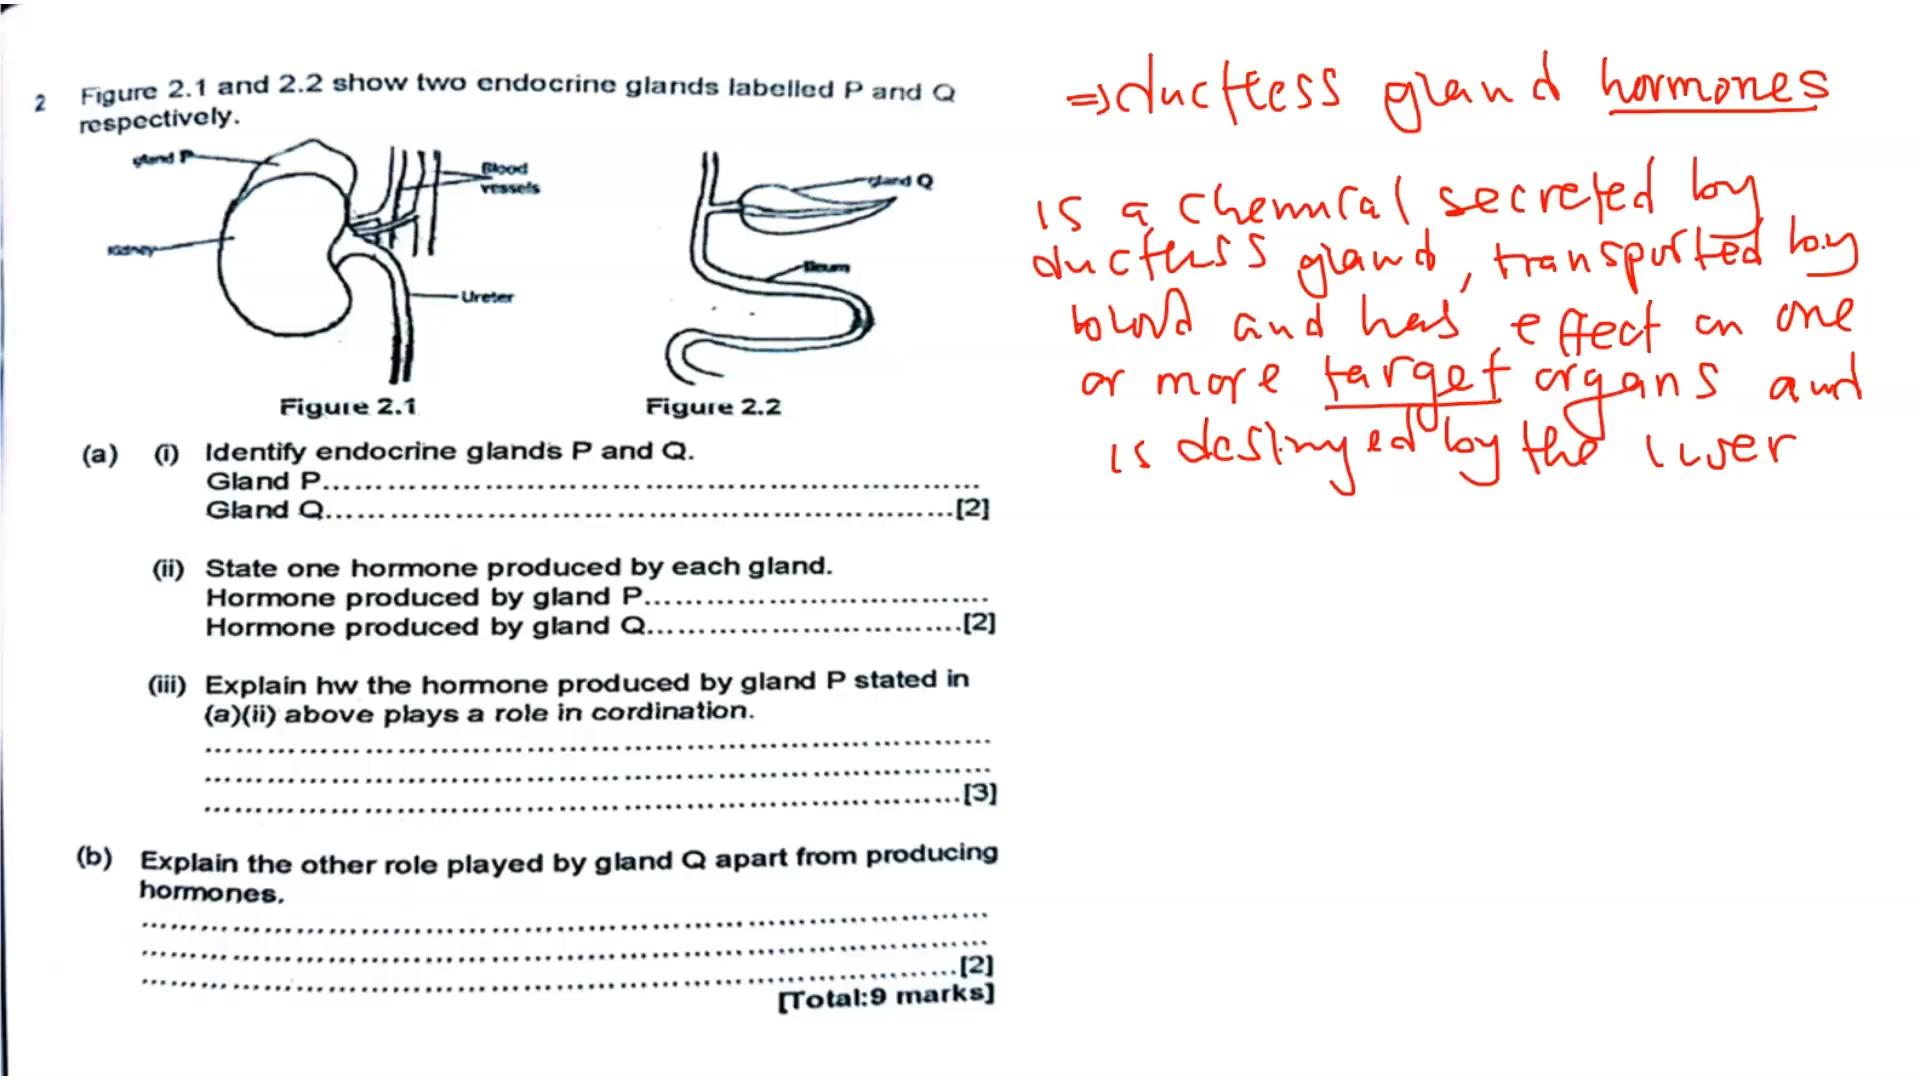 2 Figure 2.1 and 2.2 show two endocrine glands labelled P and Q
respectively.
gland P
Blood
vessels
Kidney
Ureter
Figure 2.1
gland Q
Ileum
Figure 2.2
(a) (i) Identify endocrine glands P and Q.
Gland P..............................................................
Gland Q..............................................................[2]
(ii) State one hormone produced by each gland.
Hormone produced by gland P..................................
Hormone produced by gland Q...............................[2]
(iii) Explain hw the hormone produced by gland P stated in
(a)(ii) above plays a role in cordination.
..............................................................................
..............................................................................
...........................................................................[3]
(b) Explain the other role played by gland Q apart from producing
hormones.
.....................................................................................
.....................................................................................
.................................................................................[2]
[Total:9 marks]
⇒ ductless gland hormones
is a chemical secreted by
ductless gland, transported by
blood and has effect on one
or more target organs and
is destroyed by the liver